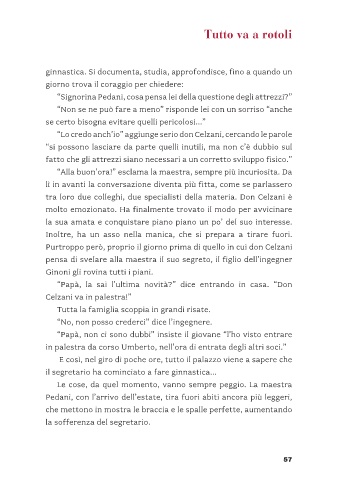 Tutto va a rotoli
ginnastica. Si documenta, studia, approfondisce, fino a quando un
giorno trova il coraggio per chiedere:
“Signorina Pedani, cosa pensa lei della questione degli attrezzi?”
“Non se ne può fare a meno” risponde lei con un sorriso “anche
se certo bisogna evitare quelli pericolosi...”
“Lo credo anch’io” aggiunge serio don Celzani, cercando le parole
“si possono lasciare da parte quelli inutili, ma non c’è dubbio sul
fatto che gli attrezzi siano necessari a un corretto sviluppo fisico.”
“Alla buon’ora!” esclama la maestra, sempre più incuriosita. Da
lì in avanti la conversazione diventa più fitta, come se parlassero
tra loro due colleghi, due specialisti della materia. Don Celzani è
molto emozionato. Ha finalmente trovato il modo per avvicinare
la sua amata e conquistare piano piano un po’ del suo interesse.
Inoltre, ha un asso nella manica, che si prepara a tirare fuori.
Purtroppo però, proprio il giorno prima di quello in cui don Celzani
pensa di svelare alla maestra il suo segreto, il figlio dell’ingegner
Ginoni gli rovina tutti i piani.
“Papà, la sai l’ultima novità?” dice entrando in casa. “Don
Celzani va in palestra!”
Tutta la famiglia scoppia in grandi risate.
“No, non posso crederci” dice l’ingegnere.
“Papà, non ci sono dubbi” insiste il giovane “l’ho visto entrare
in palestra da corso Umberto, nell’ora di entrata degli altri soci.”
E così, nel giro di poche ore, tutto il palazzo viene a sapere che
il segretario ha cominciato a fare ginnastica...
Le cose, da quel momento, vanno sempre peggio. La maestra
Pedani, con l’arrivo dell’estate, tira fuori abiti ancora più leggeri,
che mettono in mostra le braccia e le spalle perfette, aumentando
la sofferenza del segretario.
57